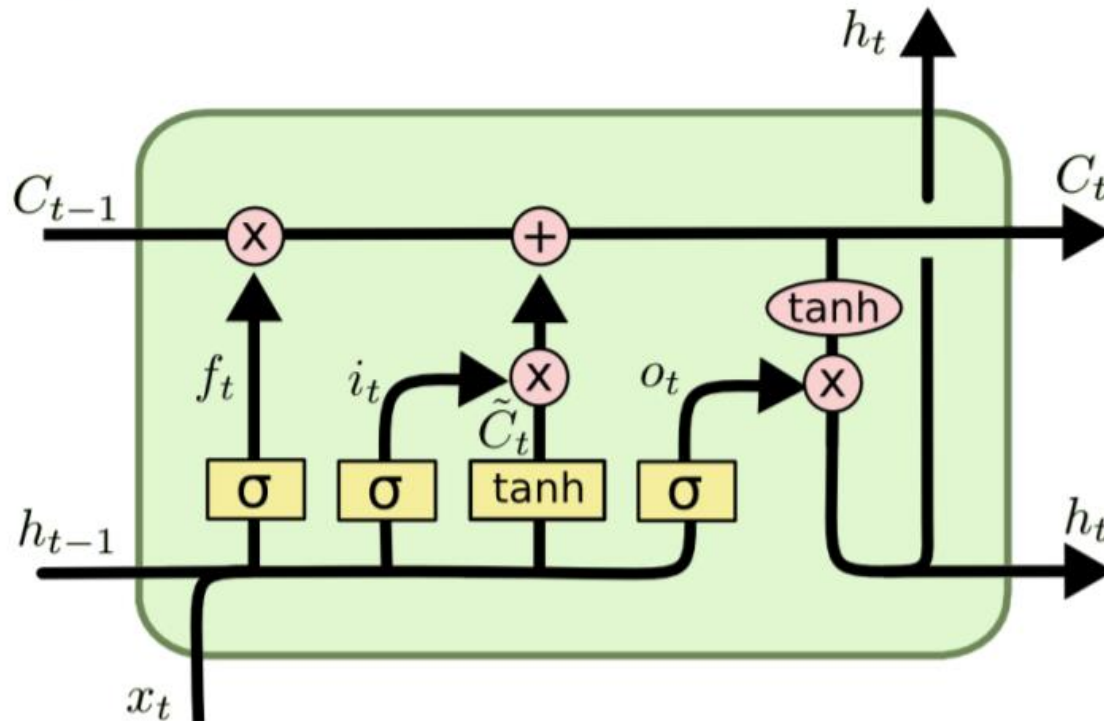 h_t
C_{t-1} x + C_t
tanh
f_t i_t x o_t x
C̃_t
σ σ tanh σ
h_{t-1} h_t
x_t